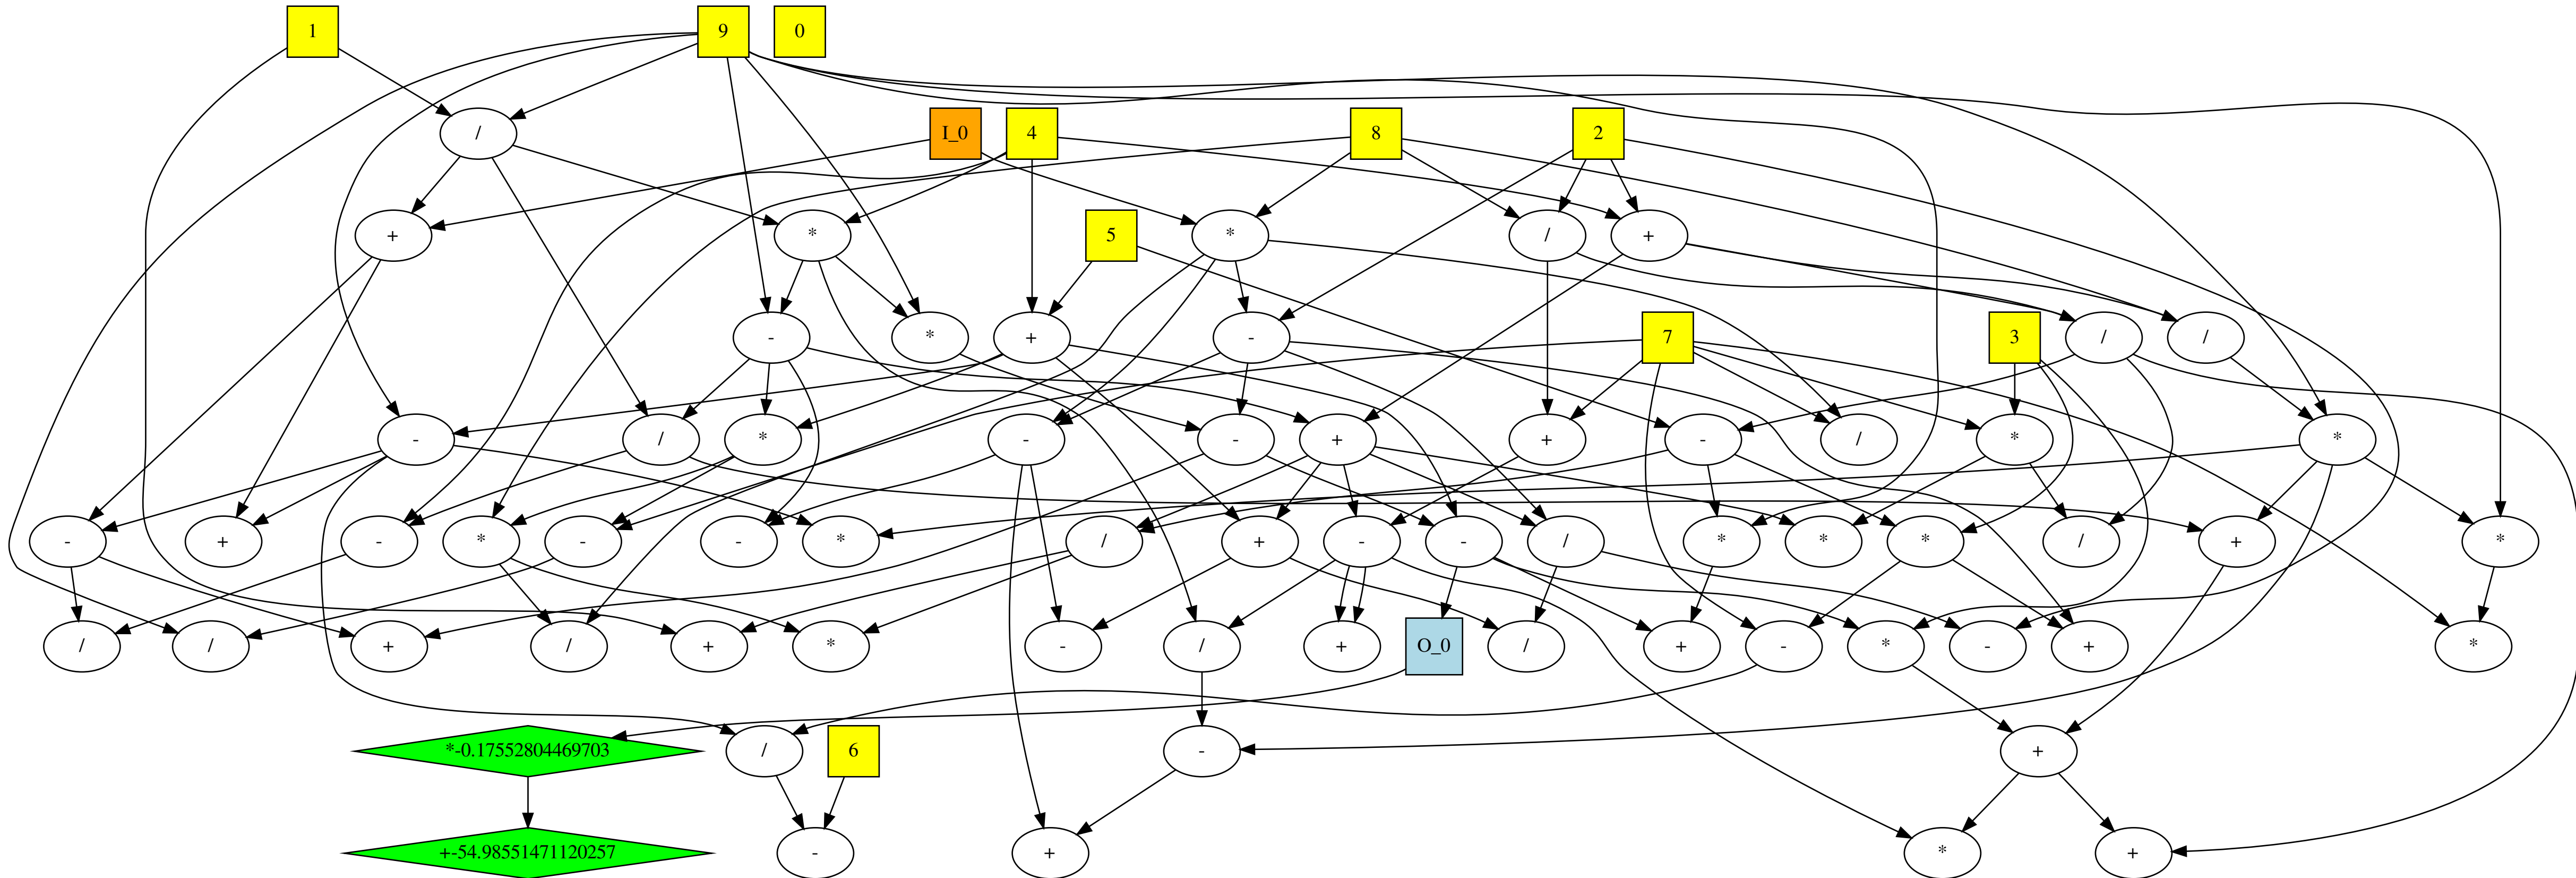 1 9 0
/ I_0 4 8 2
+ * 5 * / +
- * + - 7 3 / /
- / * - - + + - / * *
- + - * - - * / + - - / * * * / + *
/ / + / + * - / + O_0 / + - * - + *
*-0.17552804469703 / 6 - +
+-54.98551471120257 - + * +